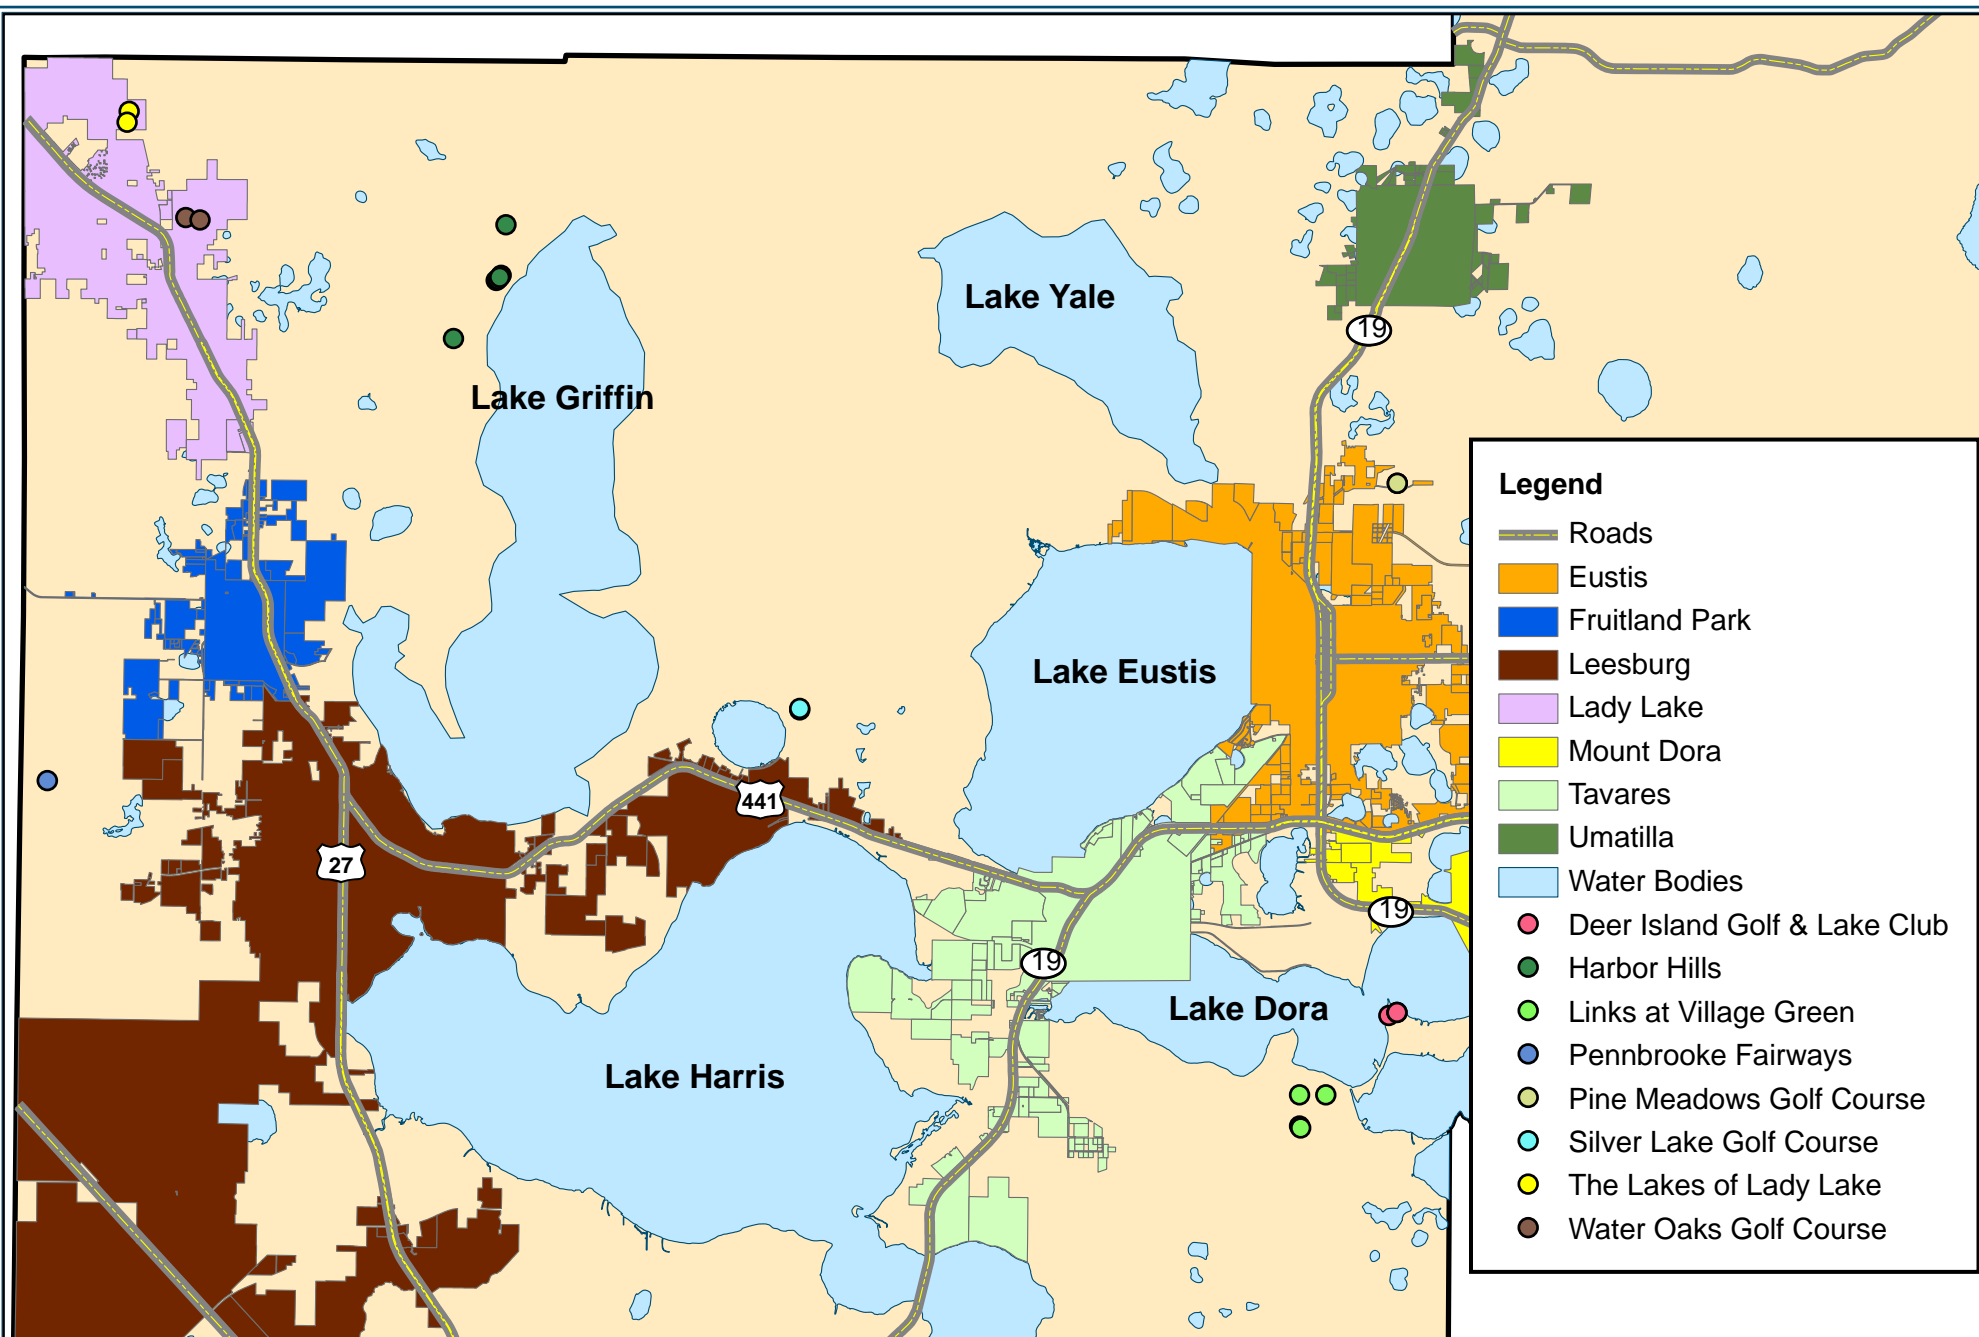 Lake Yale
19
Lake Griffin
Legend
Roads
Eustis
Fruitland Park
Leesburg
Lady Lake
Mount Dora
Tavares
Umatilla
Water Bodies
Deer Island Golf & Lake Club
Harbor Hills
Links at Village Green
Pennbrooke Fairways
Pine Meadows Golf Course
Silver Lake Golf Course
The Lakes of Lady Lake
Water Oaks Golf Course
Lake Eustis
441
27
19
19
Lake Dora
Lake Harris